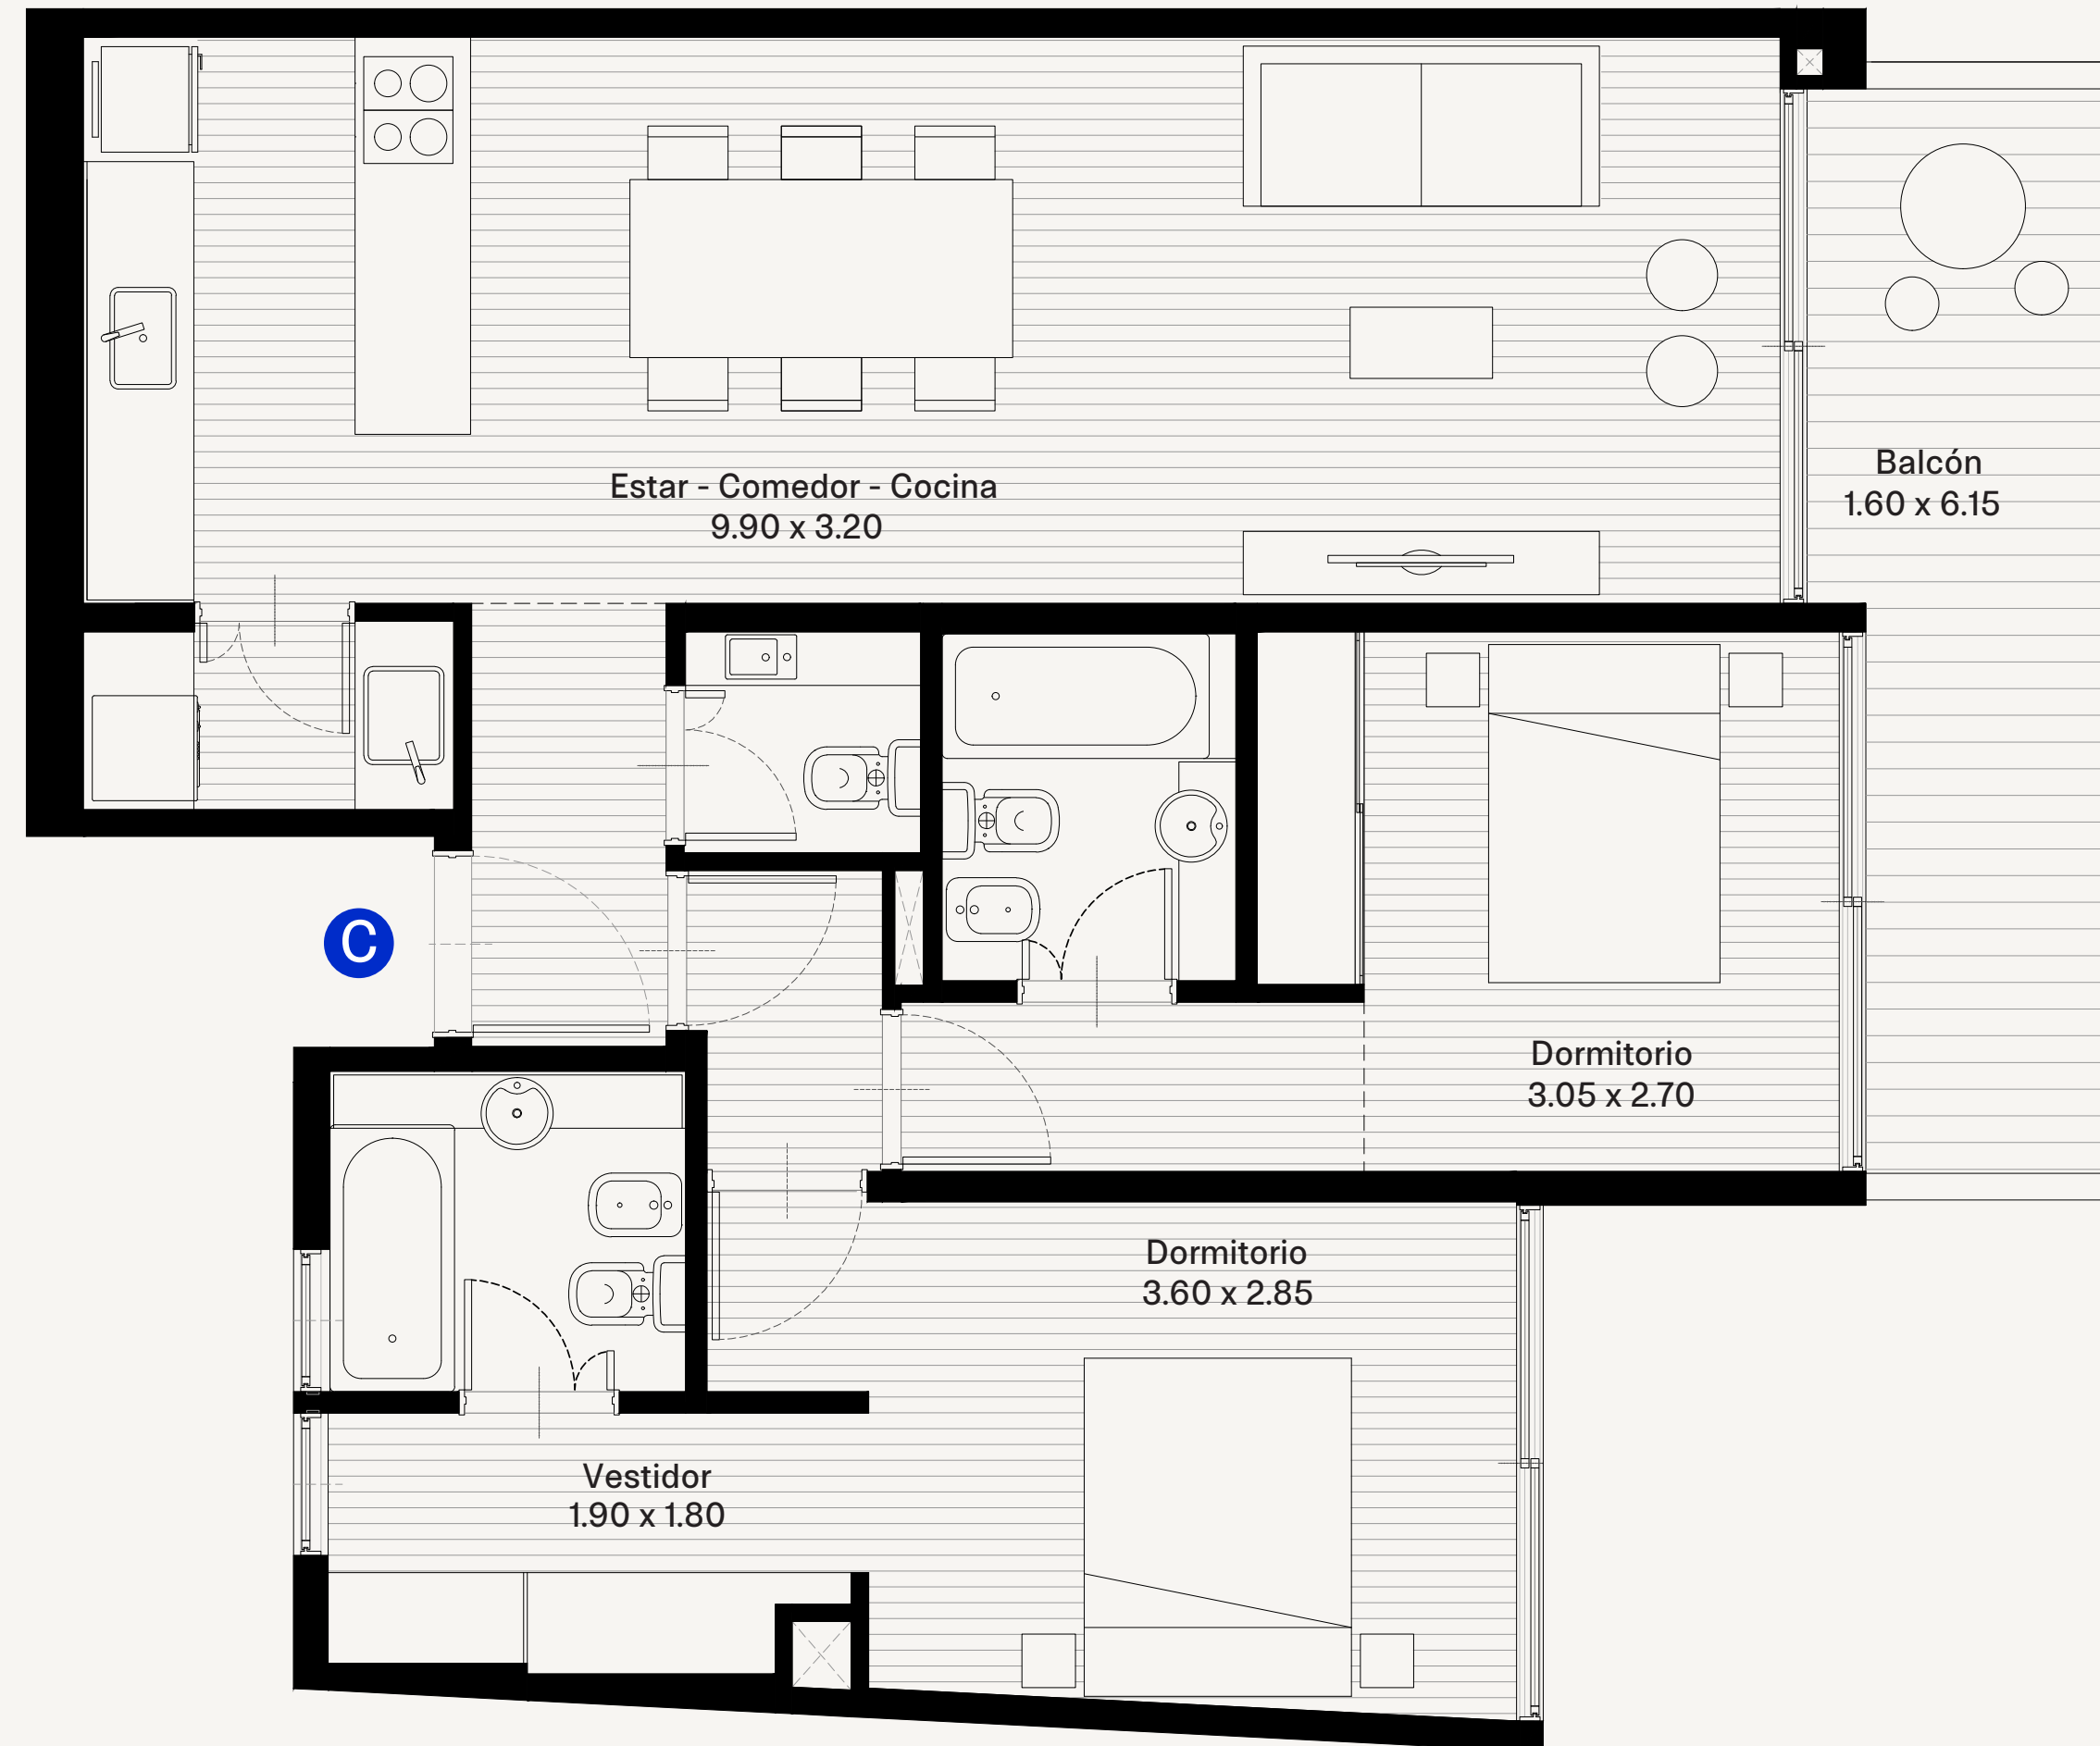 Estar - Comedor - Cocina
9.90 x 3.20
Balcón
1.60 x 6.15
C
Dormitorio
3.05 x 2.70
Dormitorio
3.60 x 2.85
Vestidor
1.90 x 1.80